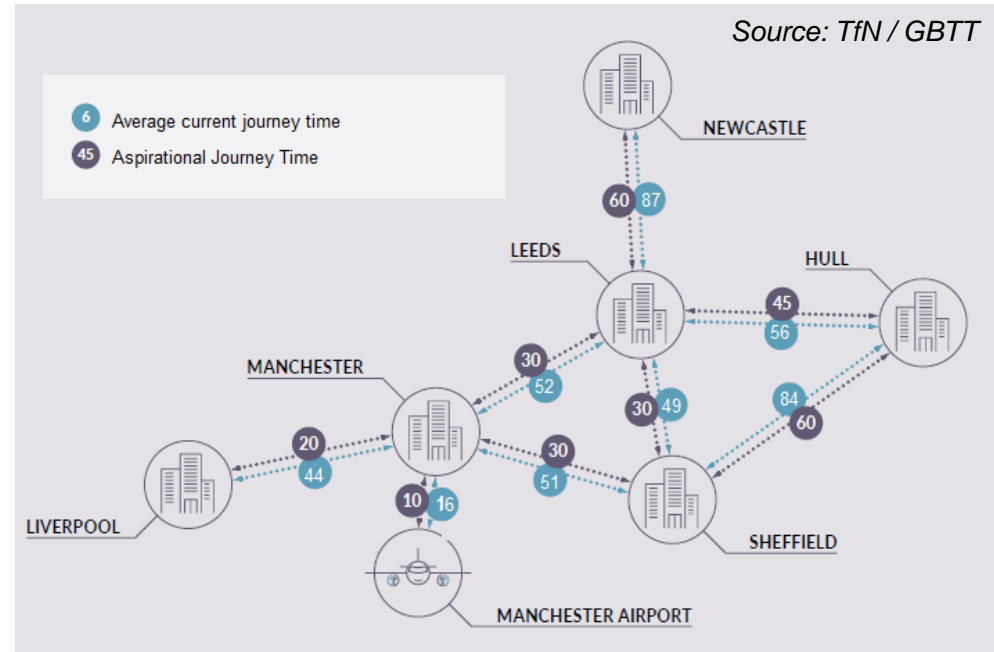 Source: TfN / GBTT
6 Average current journey time
45 Aspirational Journey Time
NEWCASTLE
60 87
LEEDS
HULL
45
56
MANCHESTER
30
52
30 49
84
60
20
44
30
51
10 16
LIVERPOOL
SHEFFIELD
MANCHESTER AIRPORT